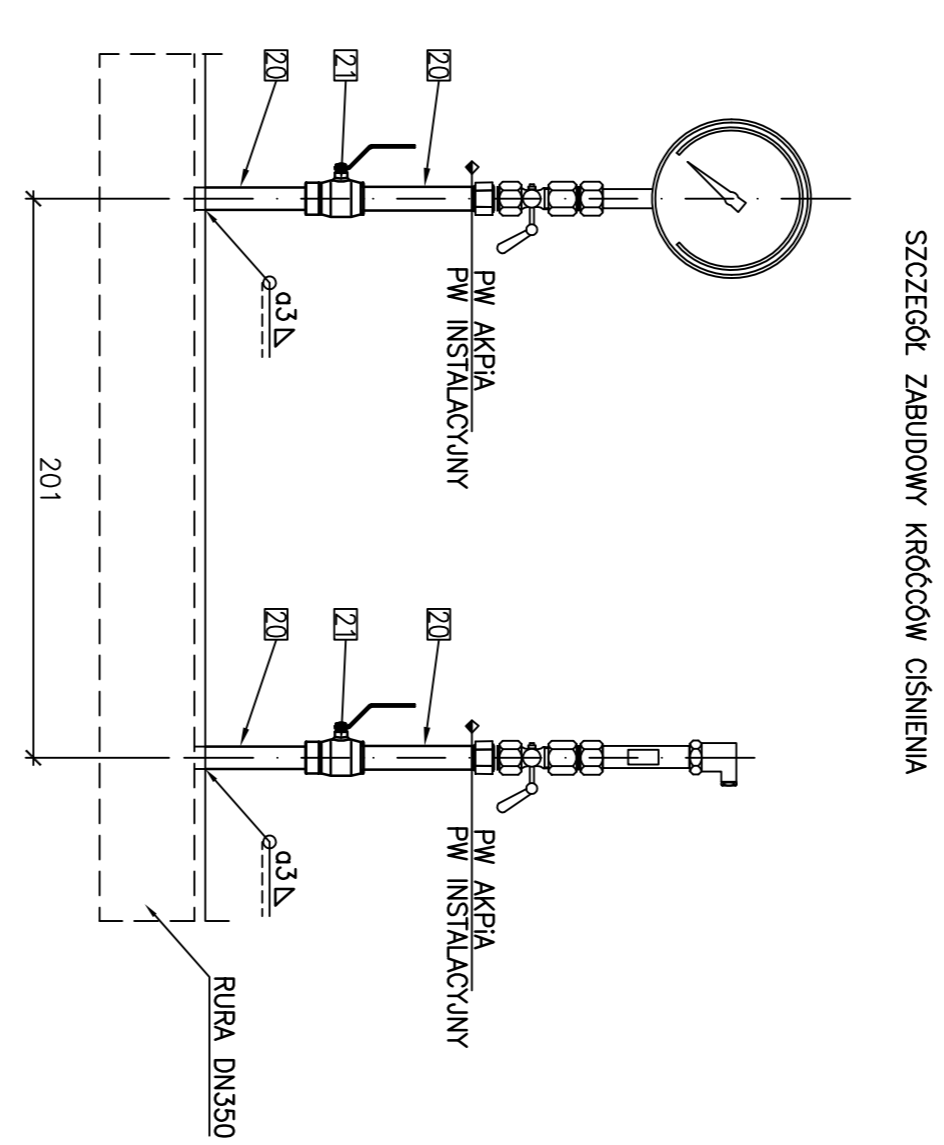 SZCZEGÓŁ ZABUDOWY KRÓĆCÓW CIŚNIENIA
PW AKPiA
PW INSTALACYJNY
PW AKPiA
PW INSTALACYJNY
20
20
21
21
20
a3
20
a3
RURA DN350
201